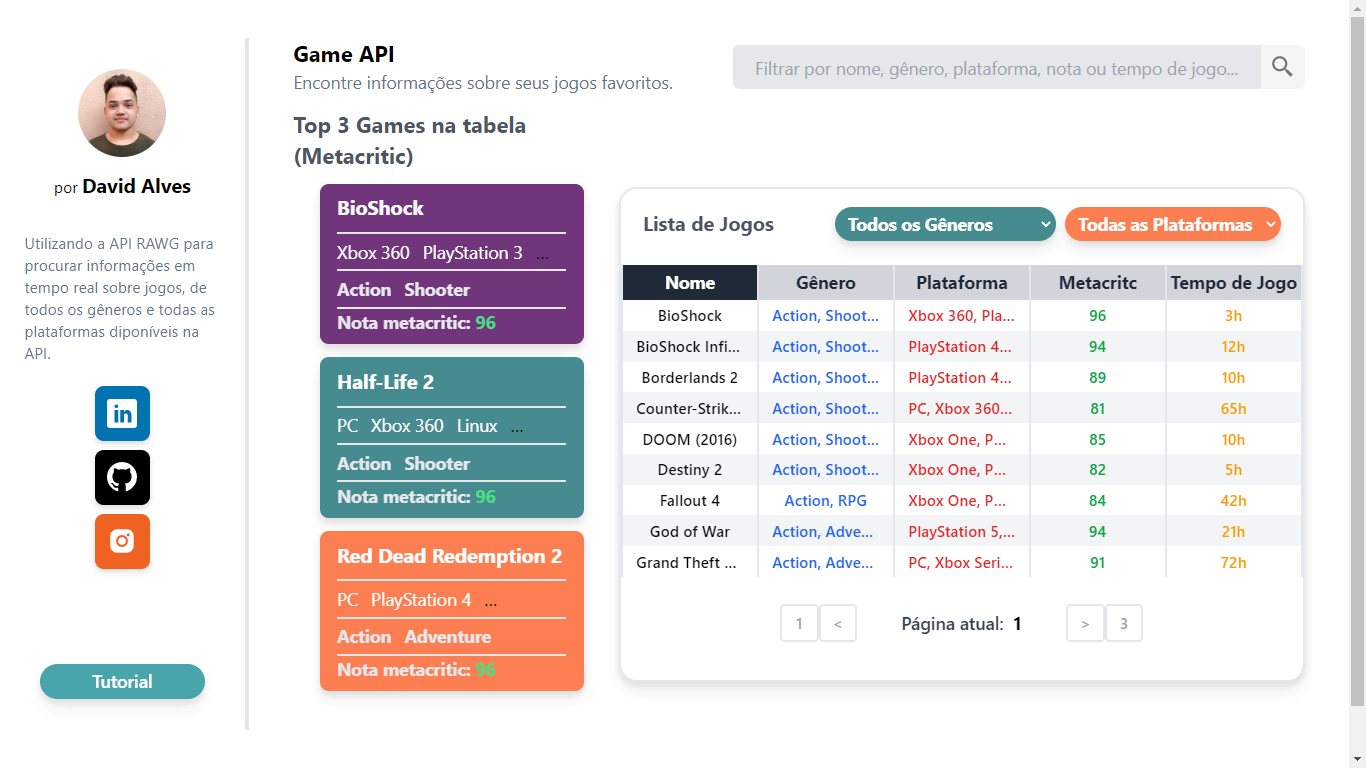 por David Alves
Utilizando a API RAWG para
procurar informações em
tempo real sobre jogos, de
todos os gêneros e todas as
plataformas diponíveis na
API.
in
Tutorial
Game API
Encontre informações sobre seus jogos favoritos.
Filtrar por nome, gênero, plataforma, nota ou tempo de jogo...
Top 3 Games na tabela
(Metacritic)
BioShock
Xbox 360 PlayStation 3 ...
Action Shooter
Nota metacritic: 96
Half-Life 2
PC Xbox 360 Linux ...
Action Shooter
Nota metacritic: 96
Red Dead Redemption 2
PC PlayStation 4 ...
Action Adventure
Nota metacritic: 96
Lista de Jogos Todos os Gêneros Todas as Plataformas
Nome Gênero Plataforma Metacritc Tempo de Jogo
BioShock Action, Shoot... Xbox 360, Pla... 96 3h
BioShock Infi... Action, Shoot... PlayStation 4... 94 12h
Borderlands 2 Action, Shoot... PlayStation 4... 89 10h
Counter-Strik... Action, Shoot... PC, Xbox 360... 81 65h
DOOM (2016) Action, Shoot... Xbox One, P... 85 10h
Destiny 2 Action, Shoot... Xbox One, P... 82 5h
Fallout 4 Action, RPG Xbox One, P... 84 42h
God of War Action, Adve... PlayStation 5,... 94 21h
Grand Theft ... Action, Adve... PC, Xbox Seri... 91 72h
1 < Página atual: 1 > 3